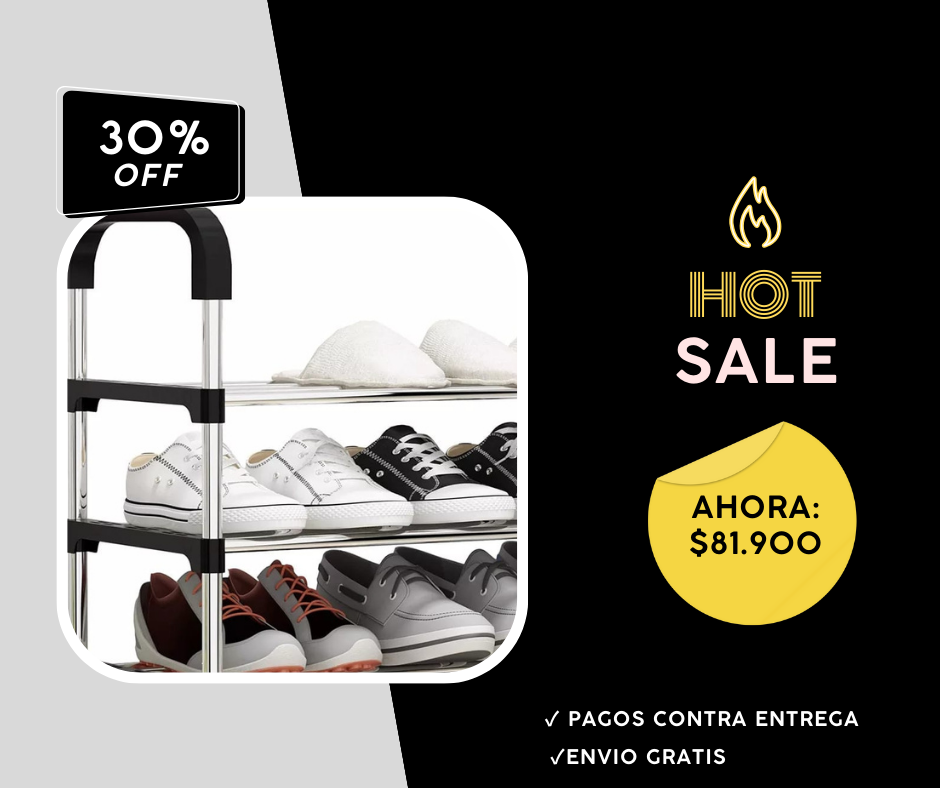 30%
OFF
HOT
SALE
AHORA:
$81.900
✓ PAGOS CONTRA ENTREGA
✓ENVIO GRATIS